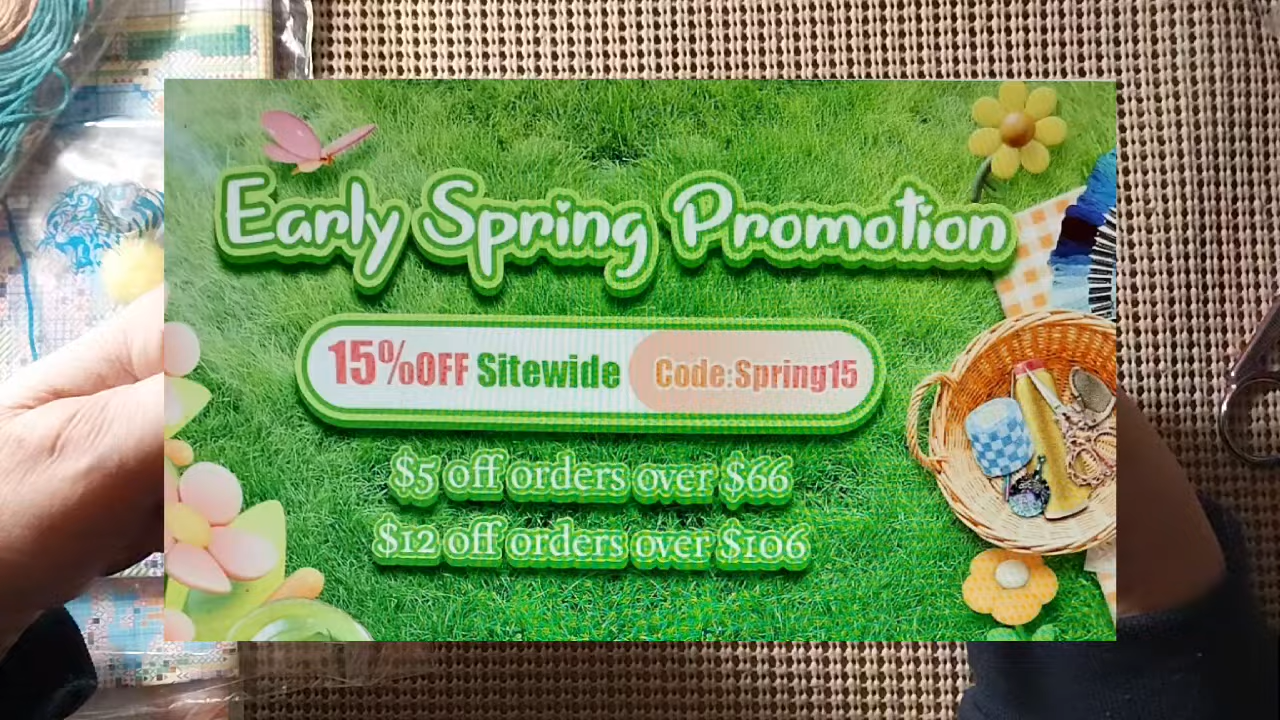 Early Spring Promotion
15%OFF Sitewide Code:Spring15
$5 off orders over $66
$12 off orders over $106